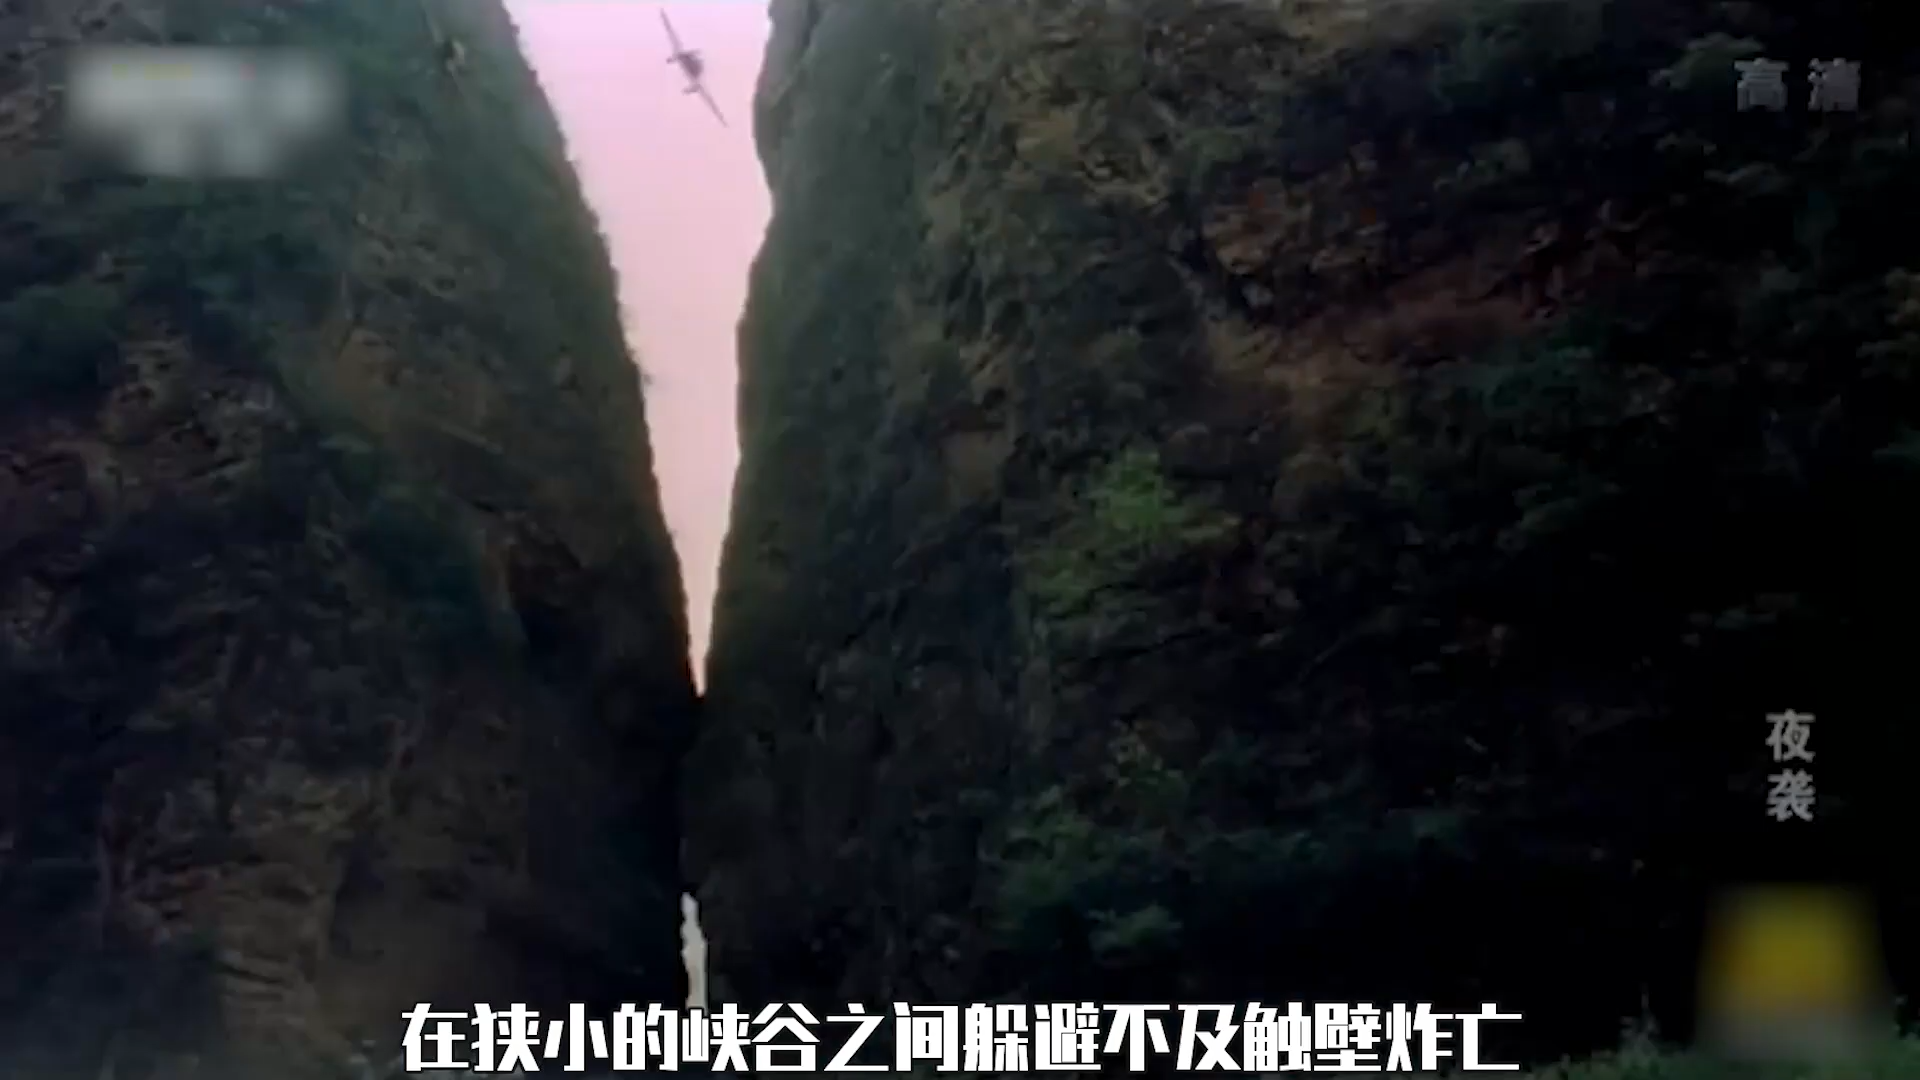 高清
夜袭
在狭小的峡谷之间躲避不及触壁炸亡